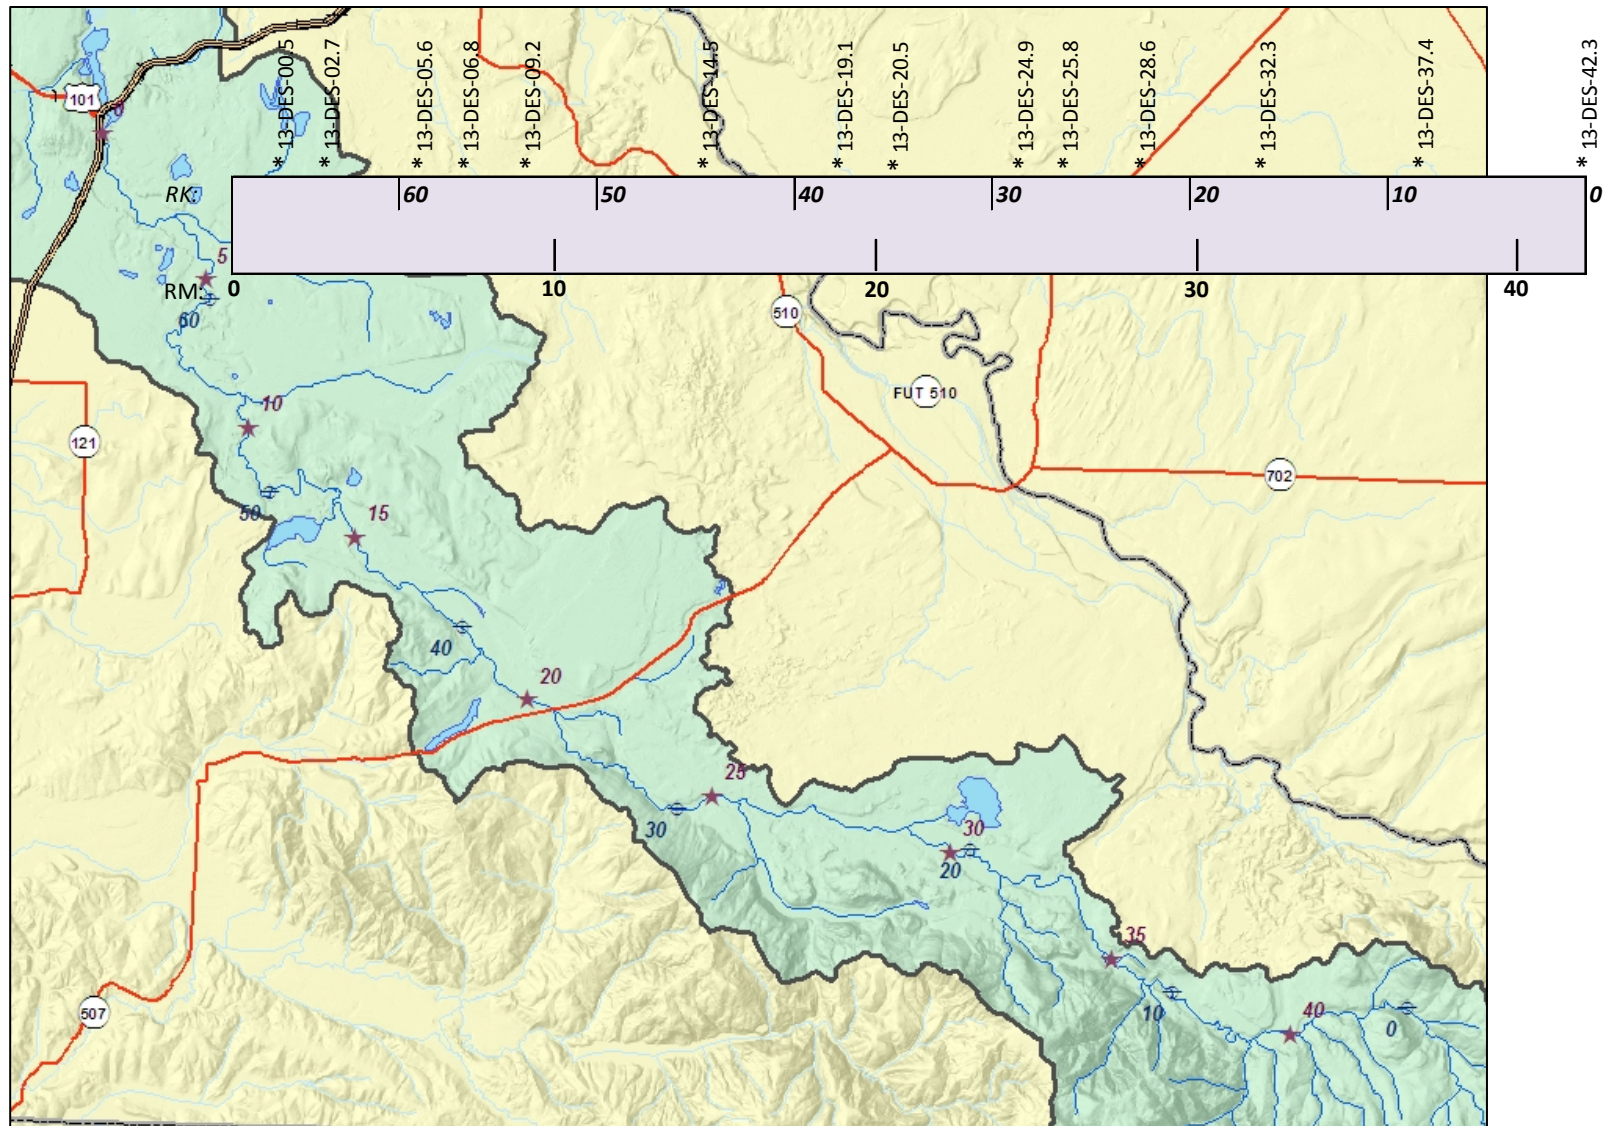 * 13-DES-00.5
* 13-DES-02.7
* 13-DES-05.6
* 13-DES-06.8
* 13-DES-09.2
* 13-DES-14.5
* 13-DES-19.1
* 13-DES-20.5
* 13-DES-24.9
* 13-DES-25.8
* 13-DES-28.6
* 13-DES-32.3
* 13-DES-37.4
* 13-DES-42.3
101
0
RK: 60 50 40 30 20 10 0
5
RM: 0 10 20 30 40
60
510
FUT 510
10
121
702
50
15
40
20
25
30
30
20
35
10
507
40
0